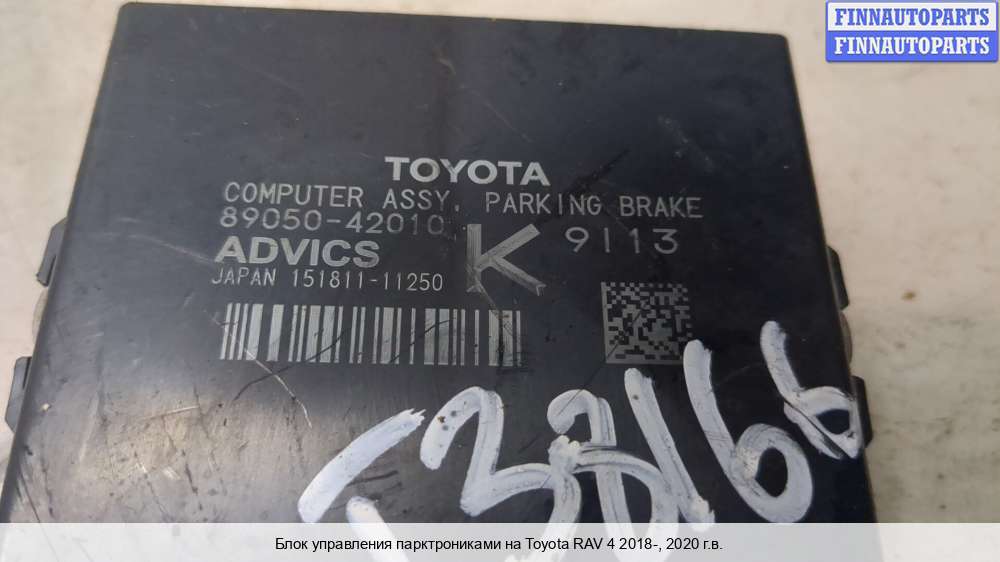 FINNAUTOPARTS
FINNAUTOPARTS
TOYOTA
COMPUTER ASSY, PARKING BRAKE
89050-42010
K
9I13
ADVICS
JAPAN 151811-11250
Блок управления парктрониками на Toyota RAV 4 2018-, 2020 г.в.